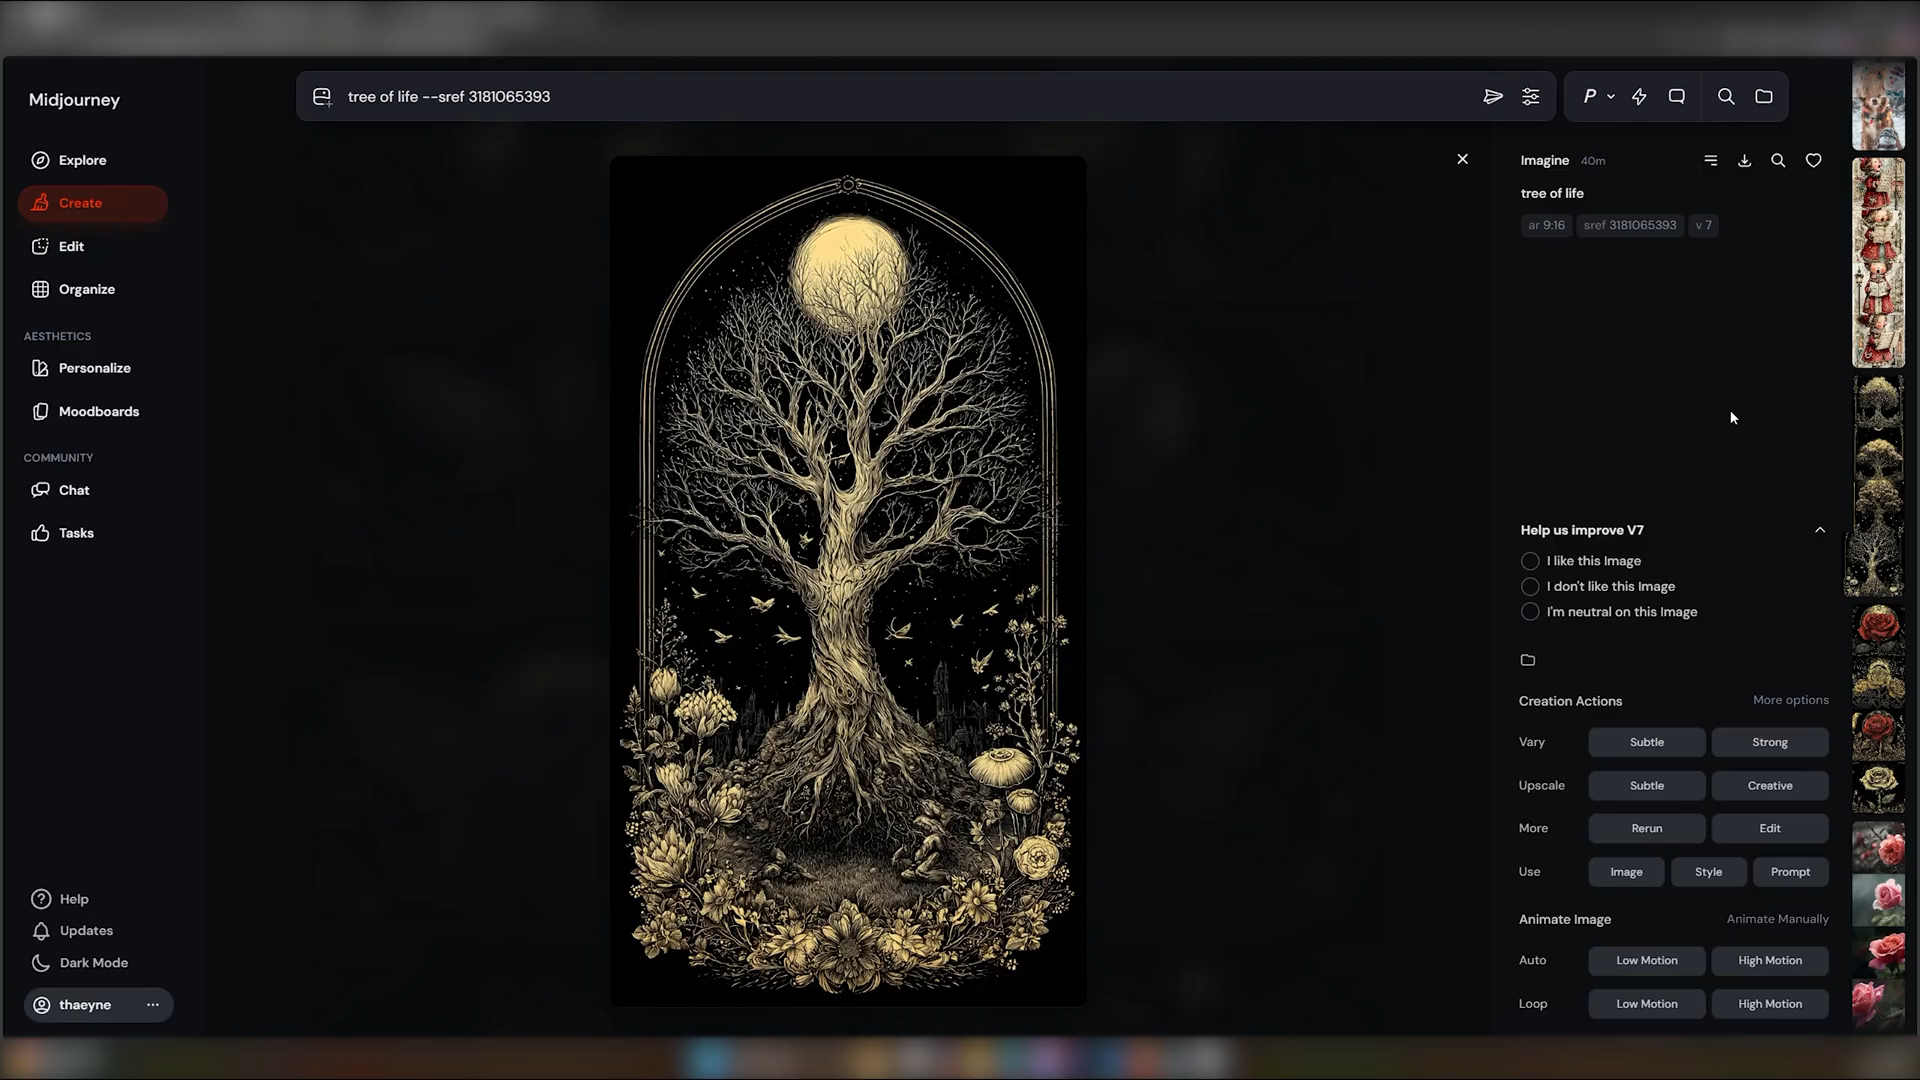 Midjourney
tree of life --sref 3181065393
P
Explore
Create
Edit
Organize
AESTHETICS
Personalize
Moodboards
COMMUNITY
Chat
Tasks
Help
Updates
Dark Mode
thaeyne
Imagine 40m
tree of life
ar 9:16 sref 3181065393 v 7
Help us improve V7
I like this Image
I don't like this Image
I'm neutral on this Image
Creation Actions More options
Vary Subtle Strong
Upscale Subtle Creative
More Rerun Edit
Use Image Style Prompt
Animate Image Animate Manually
Auto Low Motion High Motion
Loop Low Motion High Motion